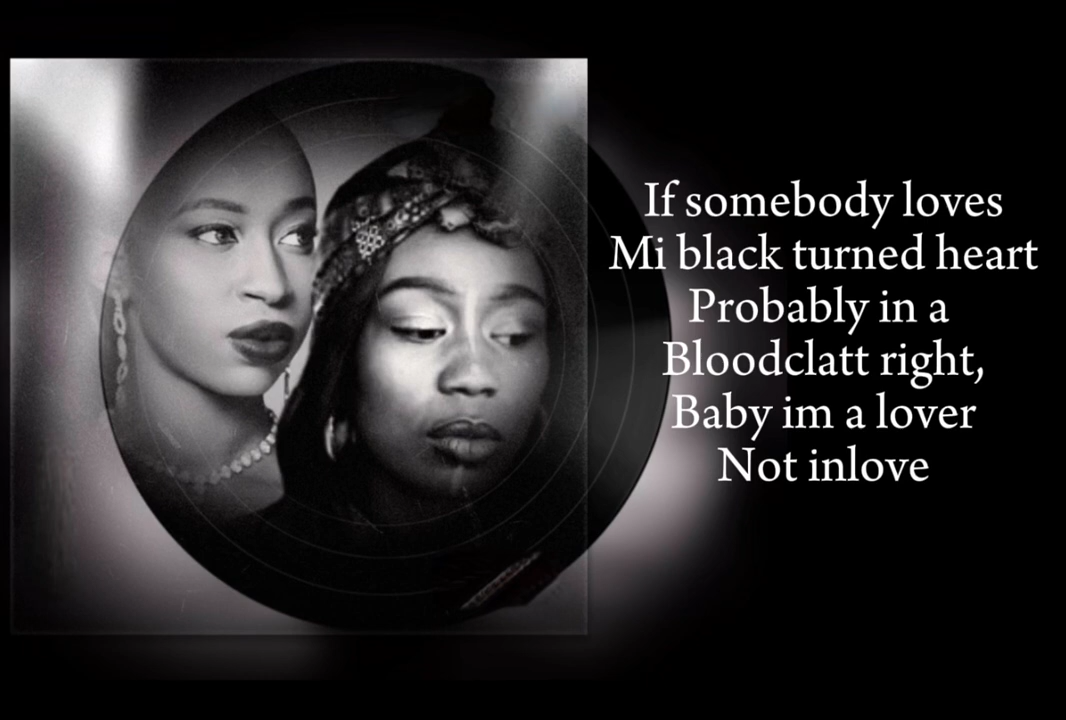 If somebody loves
Mi black turned heart
Probably in a
Bloodclatt right,
Baby im a lover
Not inlove